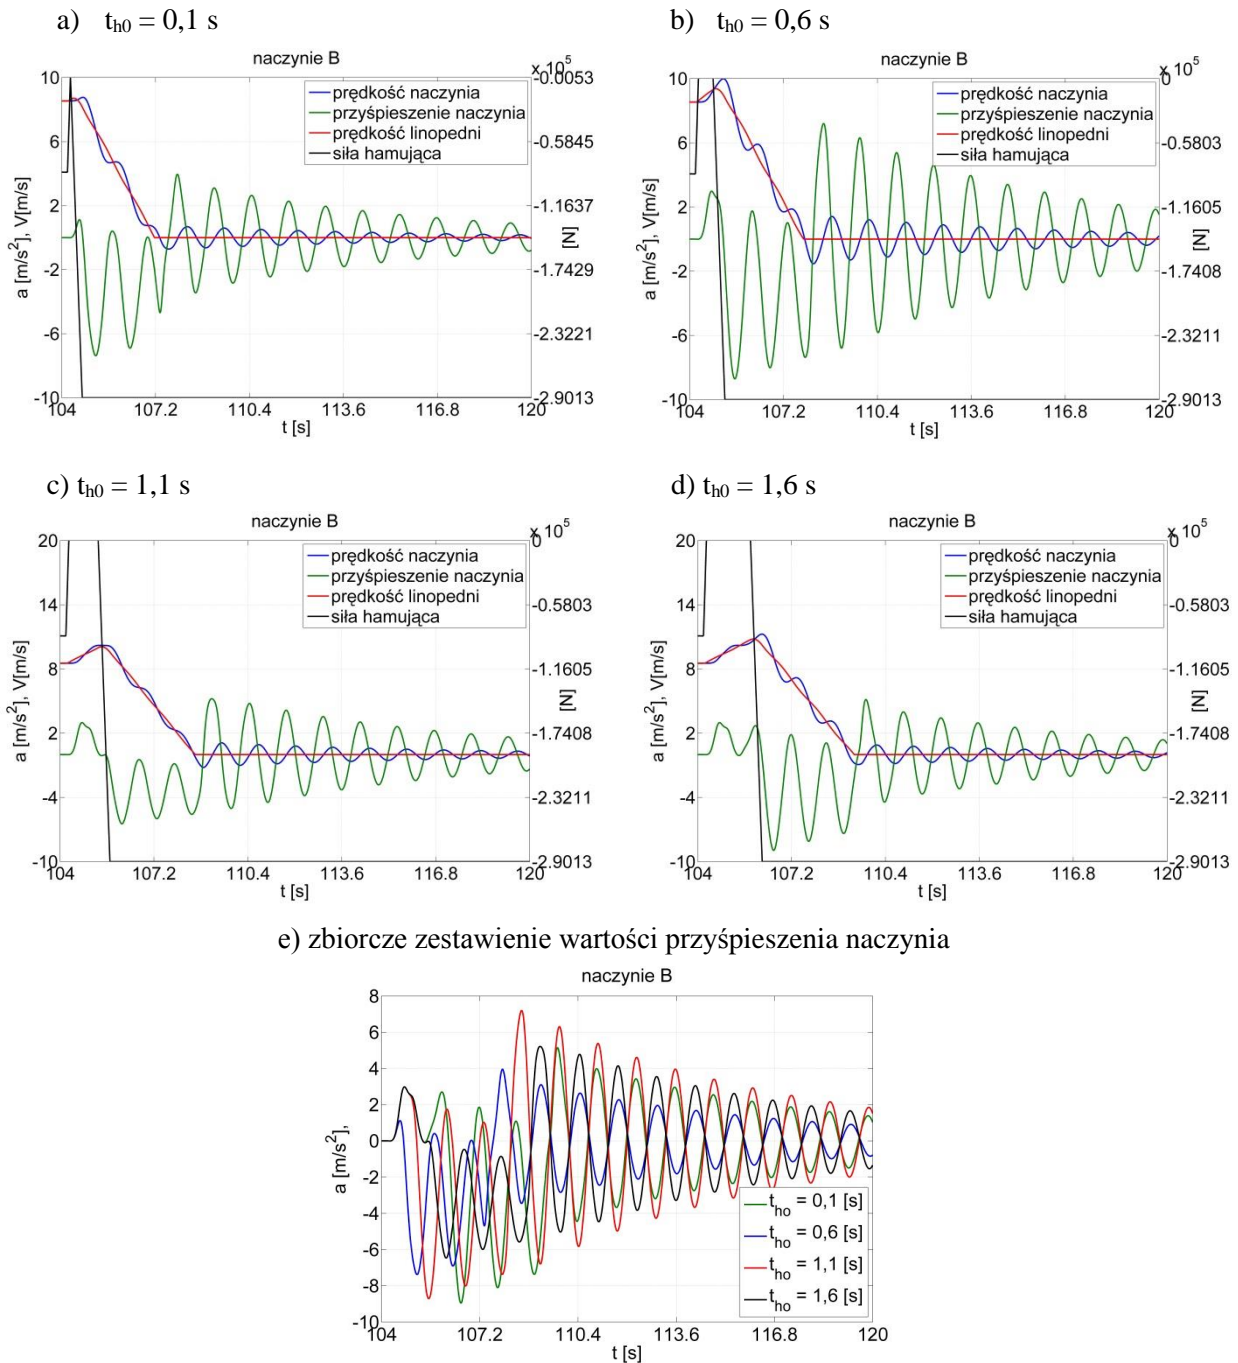 a) t_h0 = 0,1 s
b) t_h0 = 0,6 s
naczynie B
x 10^5
10
6
2
-2
-6
-10
a [m/s^2], V[m/s]
prędkość naczynia
przyśpieszenie naczynia
prędkość linopedni
siła hamująca
-0.0053
-0.5845
-1.1637
-1.7429
-2.3221
-2.9013
[N]
104 107.2 110.4 113.6 116.8 120
t [s]
naczynie B
x 10^5
10
6
2
-2
-6
-10
a [m/s^2], V[m/s]
prędkość naczynia
przyśpieszenie naczynia
prędkość linopedni
siła hamująca
0
-0.5803
-1.1605
-1.7408
-2.3211
-2.9013
[N]
104 107.2 110.4 113.6 116.8 120
t [s]
c) t_h0 = 1,1 s
d) t_h0 = 1,6 s
naczynie B
x 10^5
20
14
8
2
-4
-10
a [m/s^2], V[m/s]
prędkość naczynia
przyśpieszenie naczynia
prędkość linopedni
siła hamująca
0
-0.5803
-1.1605
-1.7408
-2.3211
-2.9013
[N]
104 107.2 110.4 113.6 116.8 120
t [s]
naczynie B
x 10^5
20
14
8
2
-4
-10
a [m/s^2], V[m/s]
prędkość naczynia
przyśpieszenie naczynia
prędkość linopedni
siła hamująca
0
-0.5803
-1.1605
-1.7408
-2.3211
-2.9013
[N]
104 107.2 110.4 113.6 116.8 120
t [s]
e) zbiorcze zestawienie wartości przyśpieszenia naczynia
naczynie B
8
6
4
2
0
-2
-4
-6
-8
-10
a [m/s^2],
t_ho = 0,1 [s]
t_ho = 0,6 [s]
t_ho = 1,1 [s]
t_ho = 1,6 [s]
104 107.2 110.4 113.6 116.8 120
t [s]